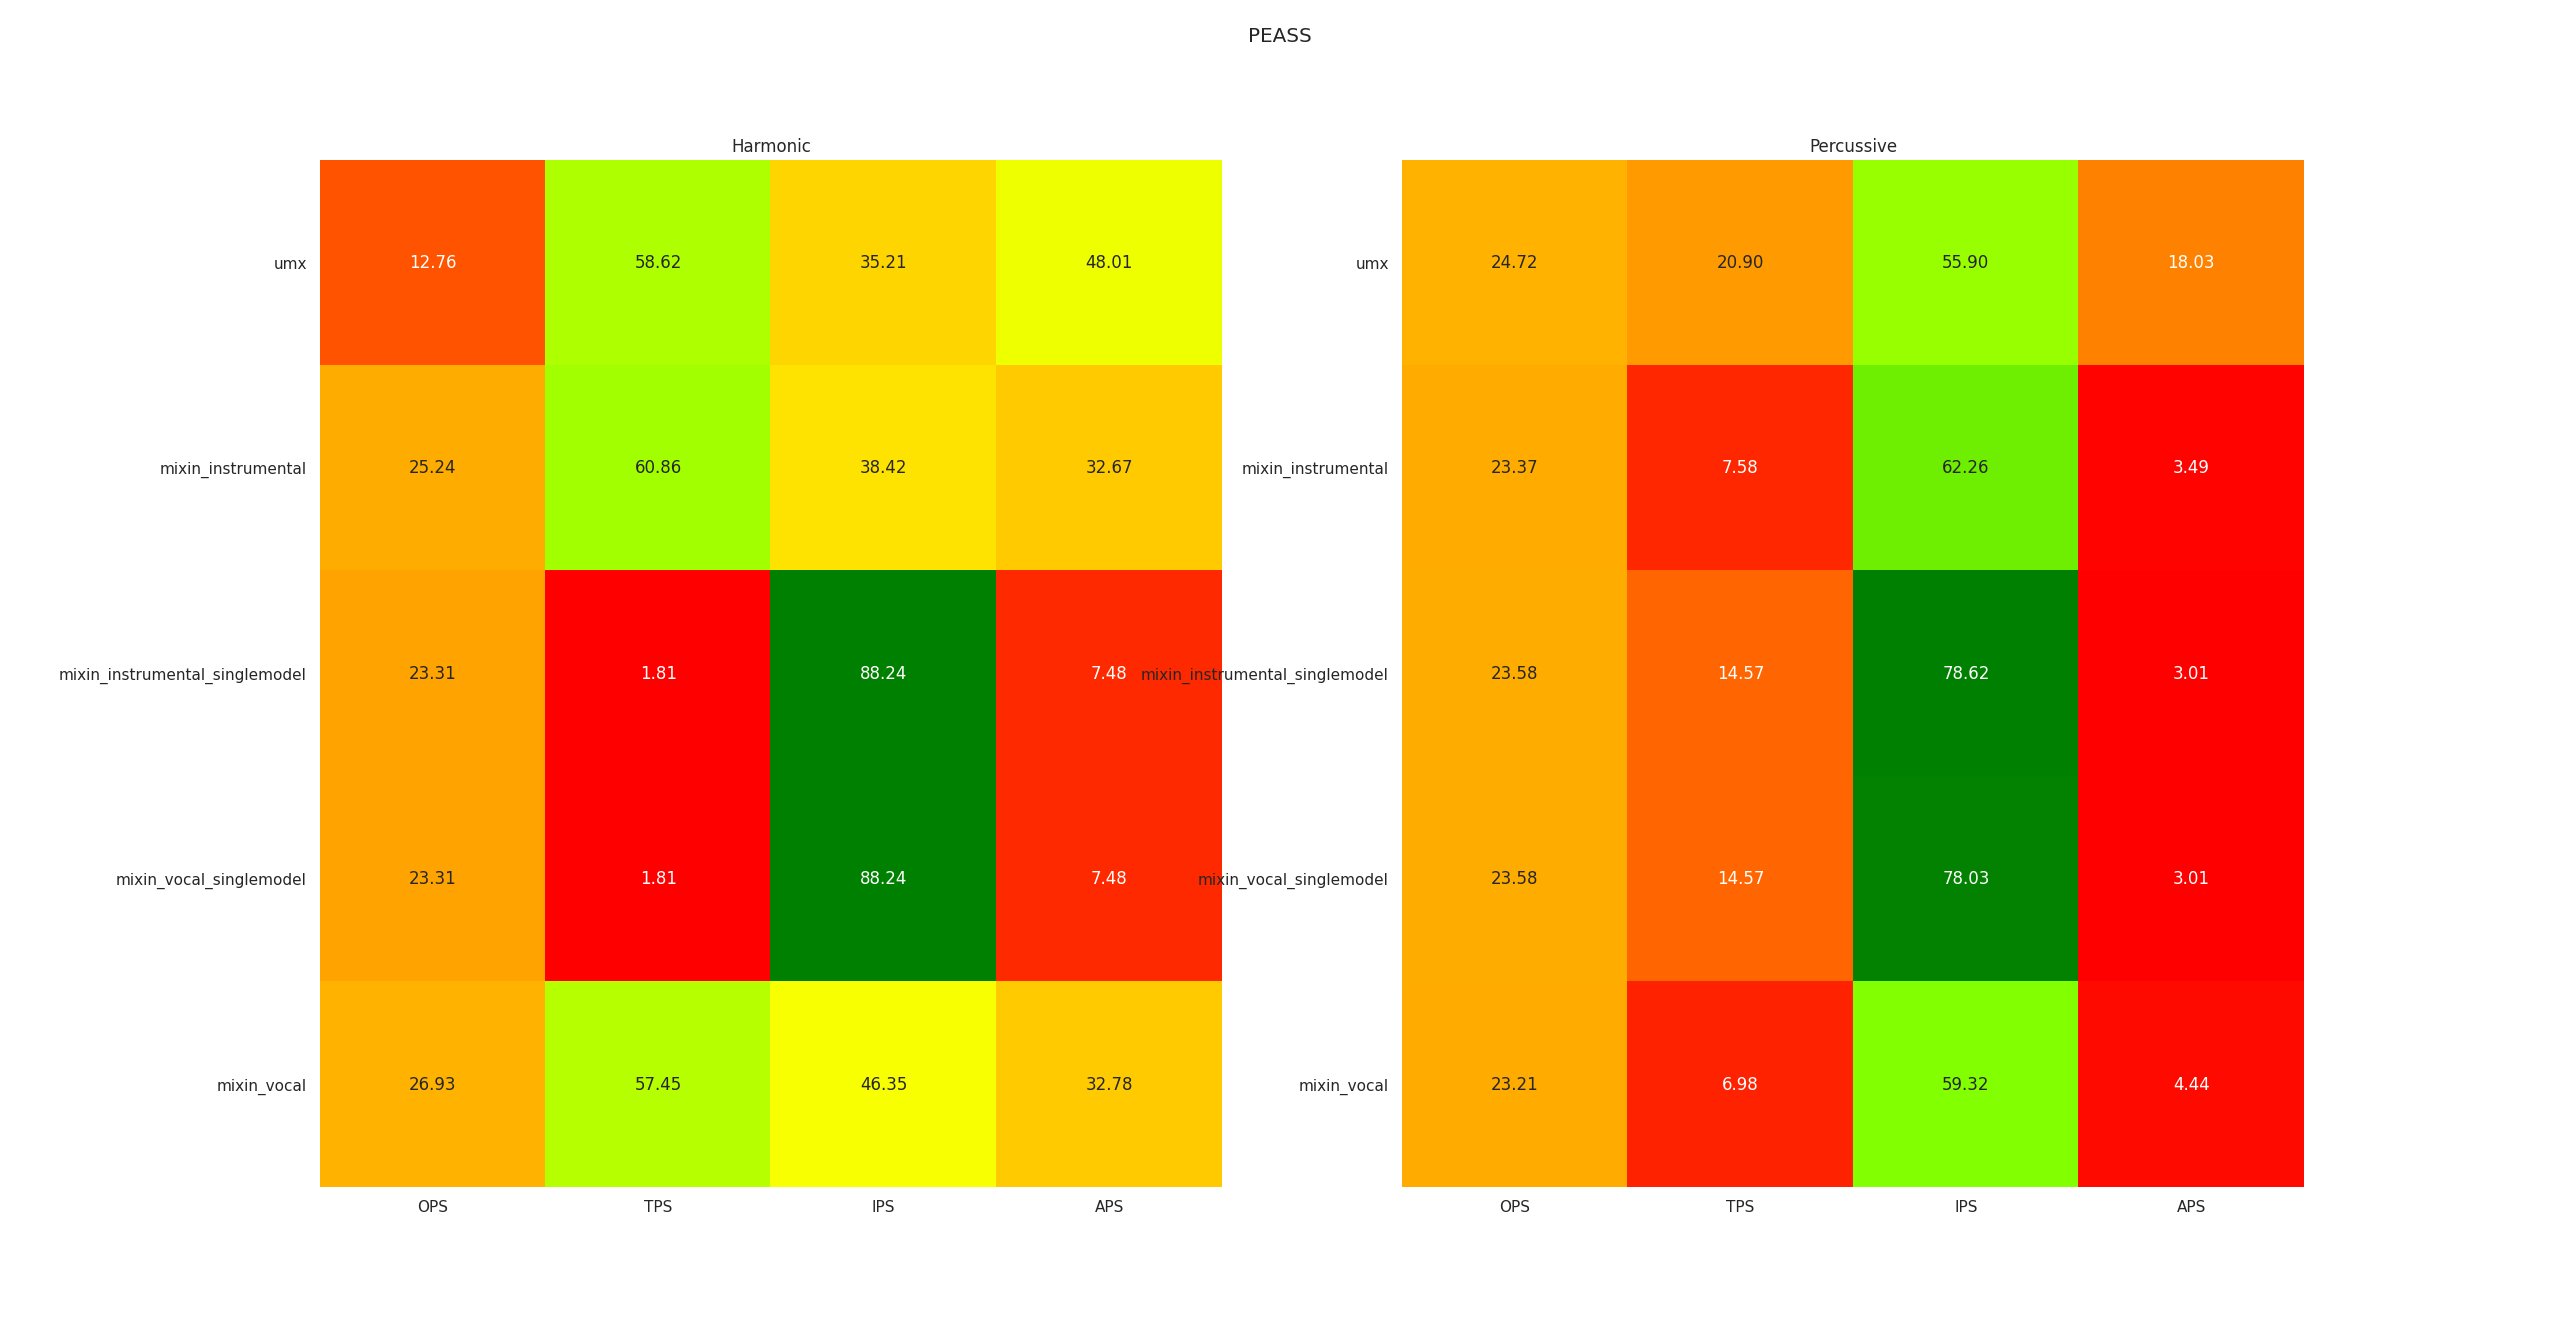 PEASS
Harmonic
umx 12.76 58.62 35.21 48.01
mixin_instrumental 25.24 60.86 38.42 32.67
mixin_instrumental_singlemodel 23.31 1.81 88.24 7.48
mixin_vocal_singlemodel 23.31 1.81 88.24 7.48
mixin_vocal 26.93 57.45 46.35 32.78
OPS TPS IPS APS
Percussive
umx 24.72 20.90 55.90 18.03
mixin_instrumental 23.37 7.58 62.26 3.49
mixin_instrumental_singlemodel 23.58 14.57 78.62 3.01
mixin_vocal_singlemodel 23.58 14.57 78.03 3.01
mixin_vocal 23.21 6.98 59.32 4.44
OPS TPS IPS APS